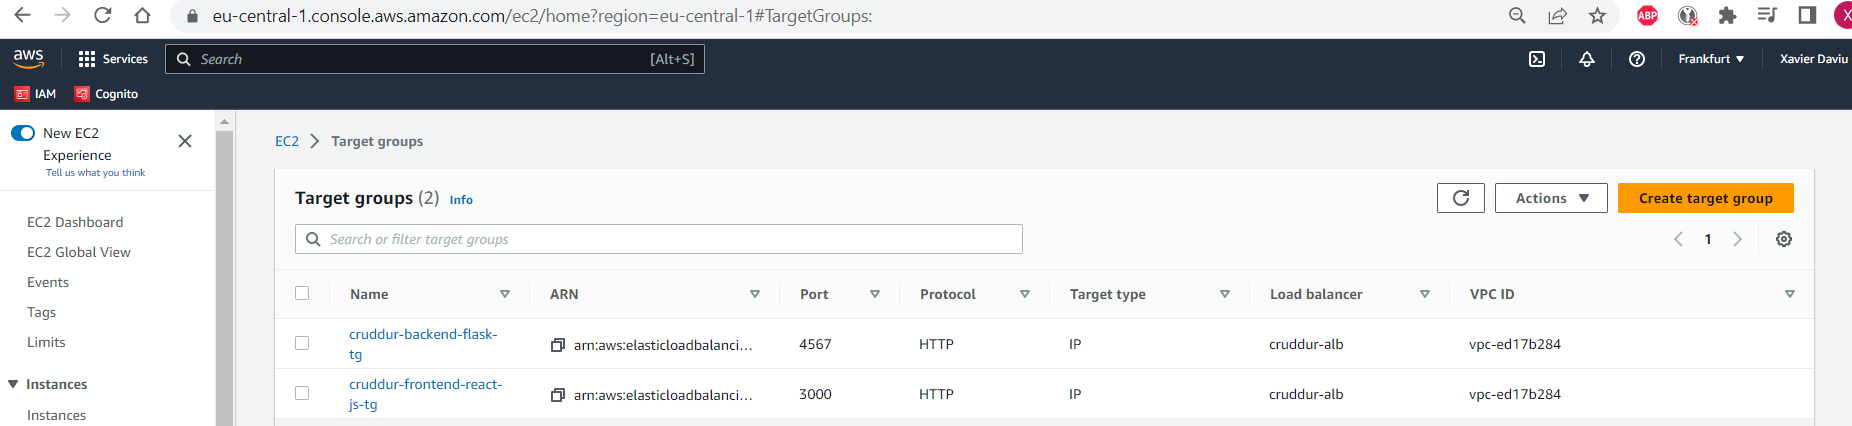 eu-central-1.console.aws.amazon.com/ec2/home?region=eu-central-1#TargetGroups:
ABP
X
aws Services Search [Alt+S] Frankfurt Xavier Daviu
IAM Cognito
New EC2
Experience
Tell us what you think
EC2 Dashboard
EC2 Global View
Events
Tags
Limits
Instances
Instances
EC2 Target groups
Target groups (2) Info
Actions Create target group
Search or filter target groups
1
Name ARN Port Protocol Target type Load balancer VPC ID
cruddur-backend-flask-
tg
arn:aws:elasticloadbalanci... 4567 HTTP IP cruddur-alb vpc-ed17b284
cruddur-frontend-react-
js-tg
arn:aws:elasticloadbalanci... 3000 HTTP IP cruddur-alb vpc-ed17b284